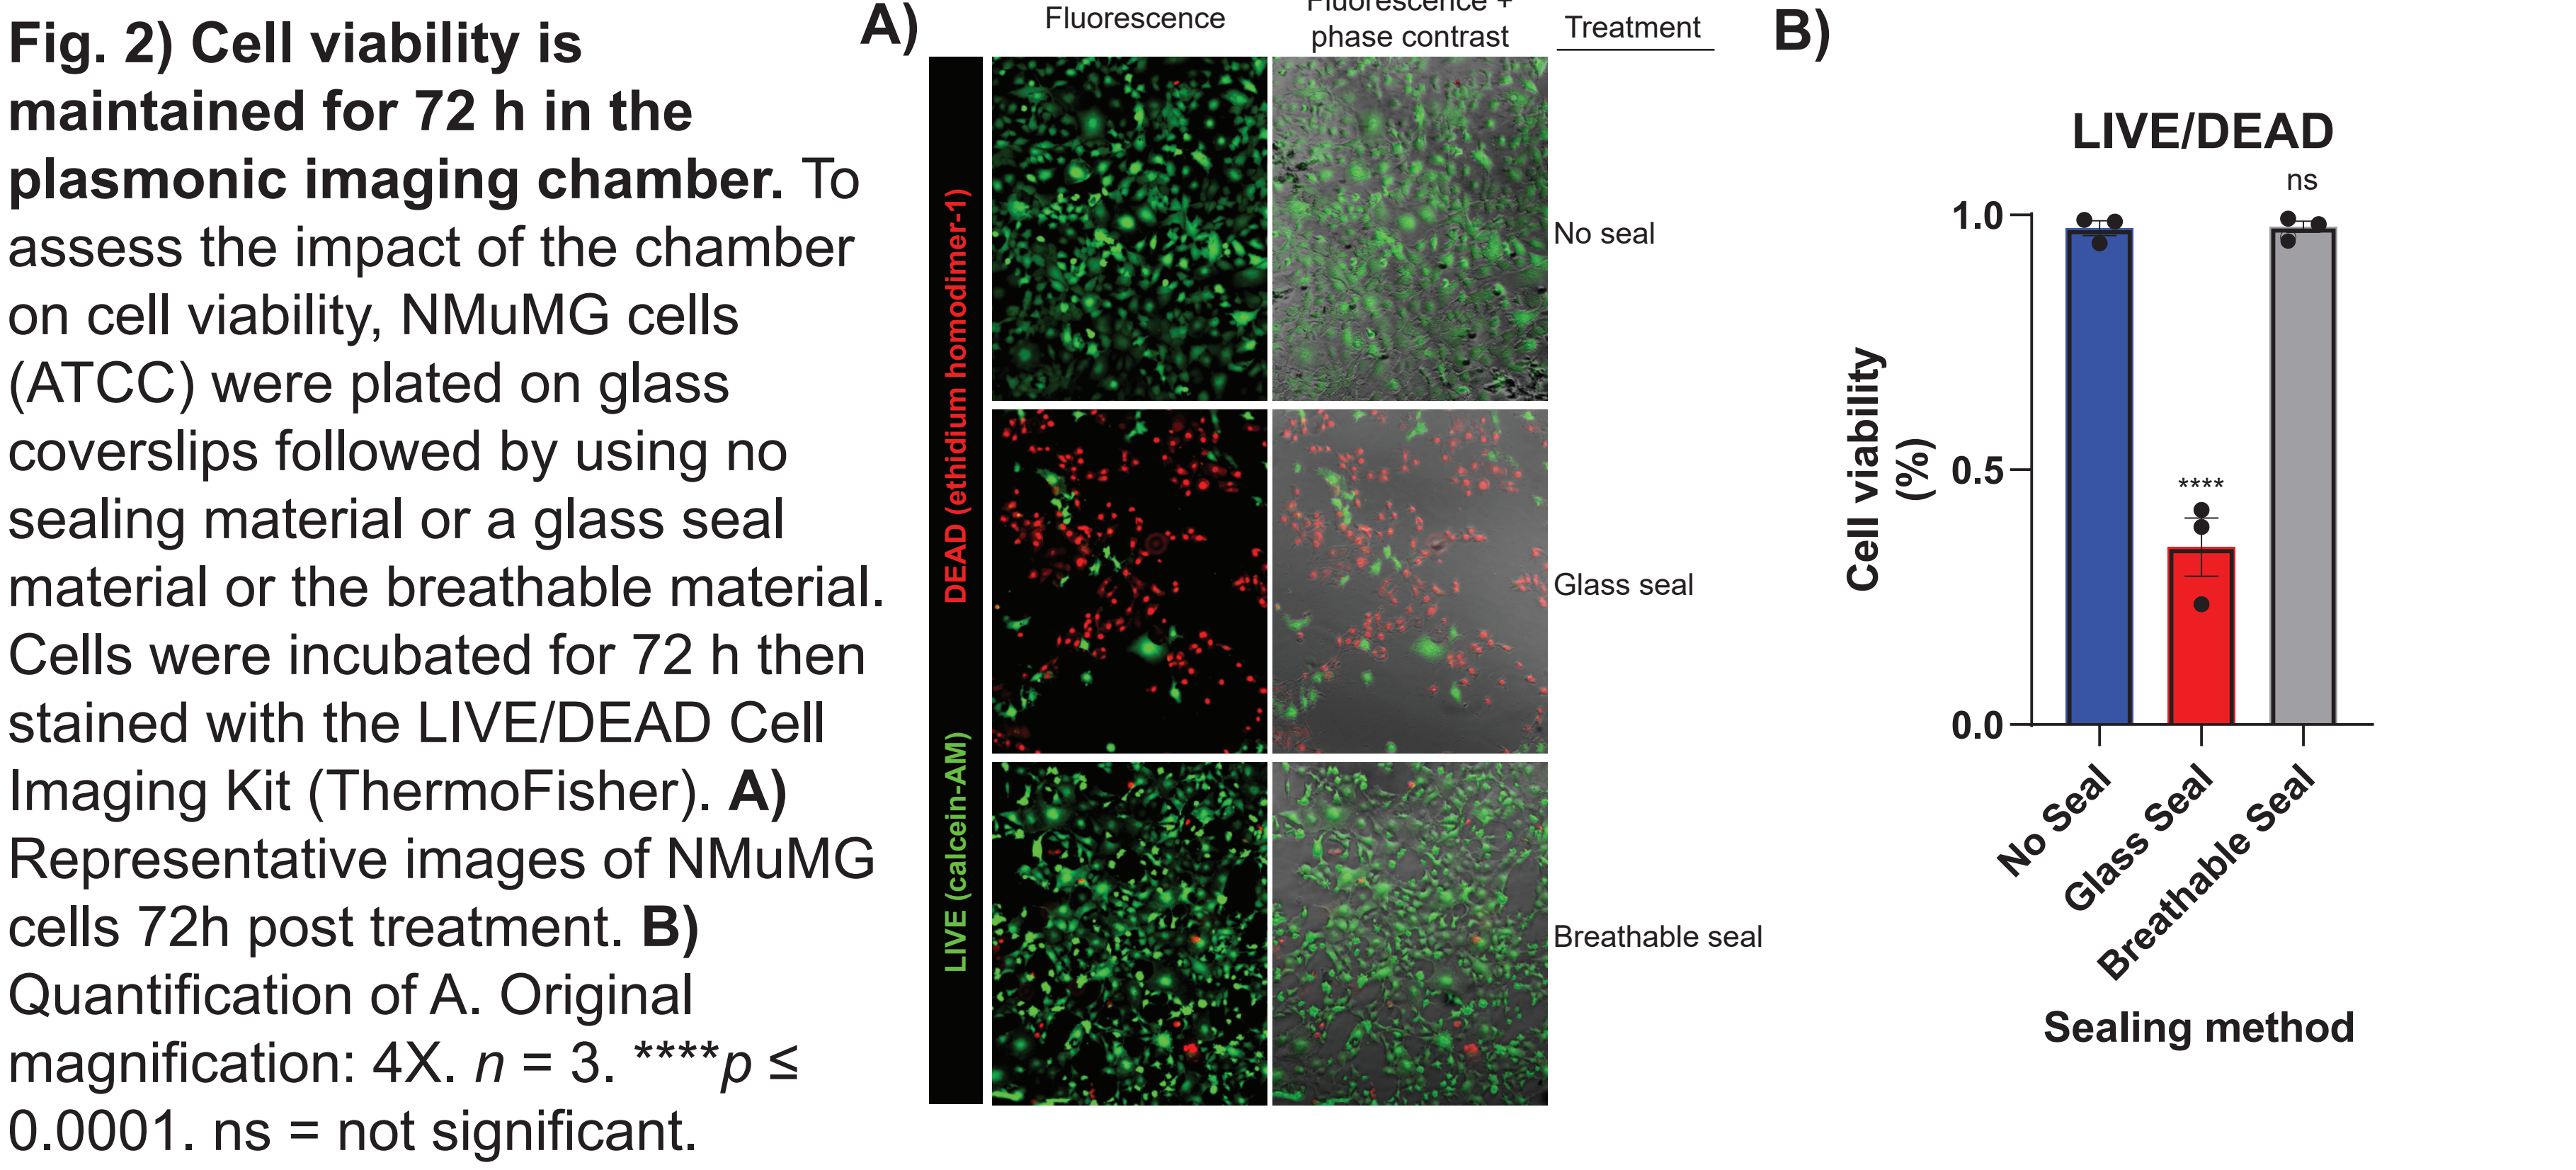 Fig. 2) Cell viability is
maintained for 72 h in the
plasmonic imaging chamber. To
assess the impact of the chamber
on cell viability, NMuMG cells
(ATCC) were plated on glass
coverslips followed by using no
sealing material or a glass seal
material or the breathable material.
Cells were incubated for 72 h then
stained with the LIVE/DEAD Cell
Imaging Kit (ThermoFisher). A)
Representative images of NMuMG
cells 72h post treatment. B)
Quantification of A. Original
magnification: 4X. n = 3. ****p ≤
0.0001. ns = not significant.
A)
Fluorescence
Fluorescence +
phase contrast
Treatment
DEAD (ethidium homodimer-1)
LIVE (calcein-AM)
No seal
Glass seal
Breathable seal
B)
LIVE/DEAD
ns
****
Cell viability
(%)
1.0
0.5
0.0
No Seal
Glass Seal
Breathable Seal
Sealing method